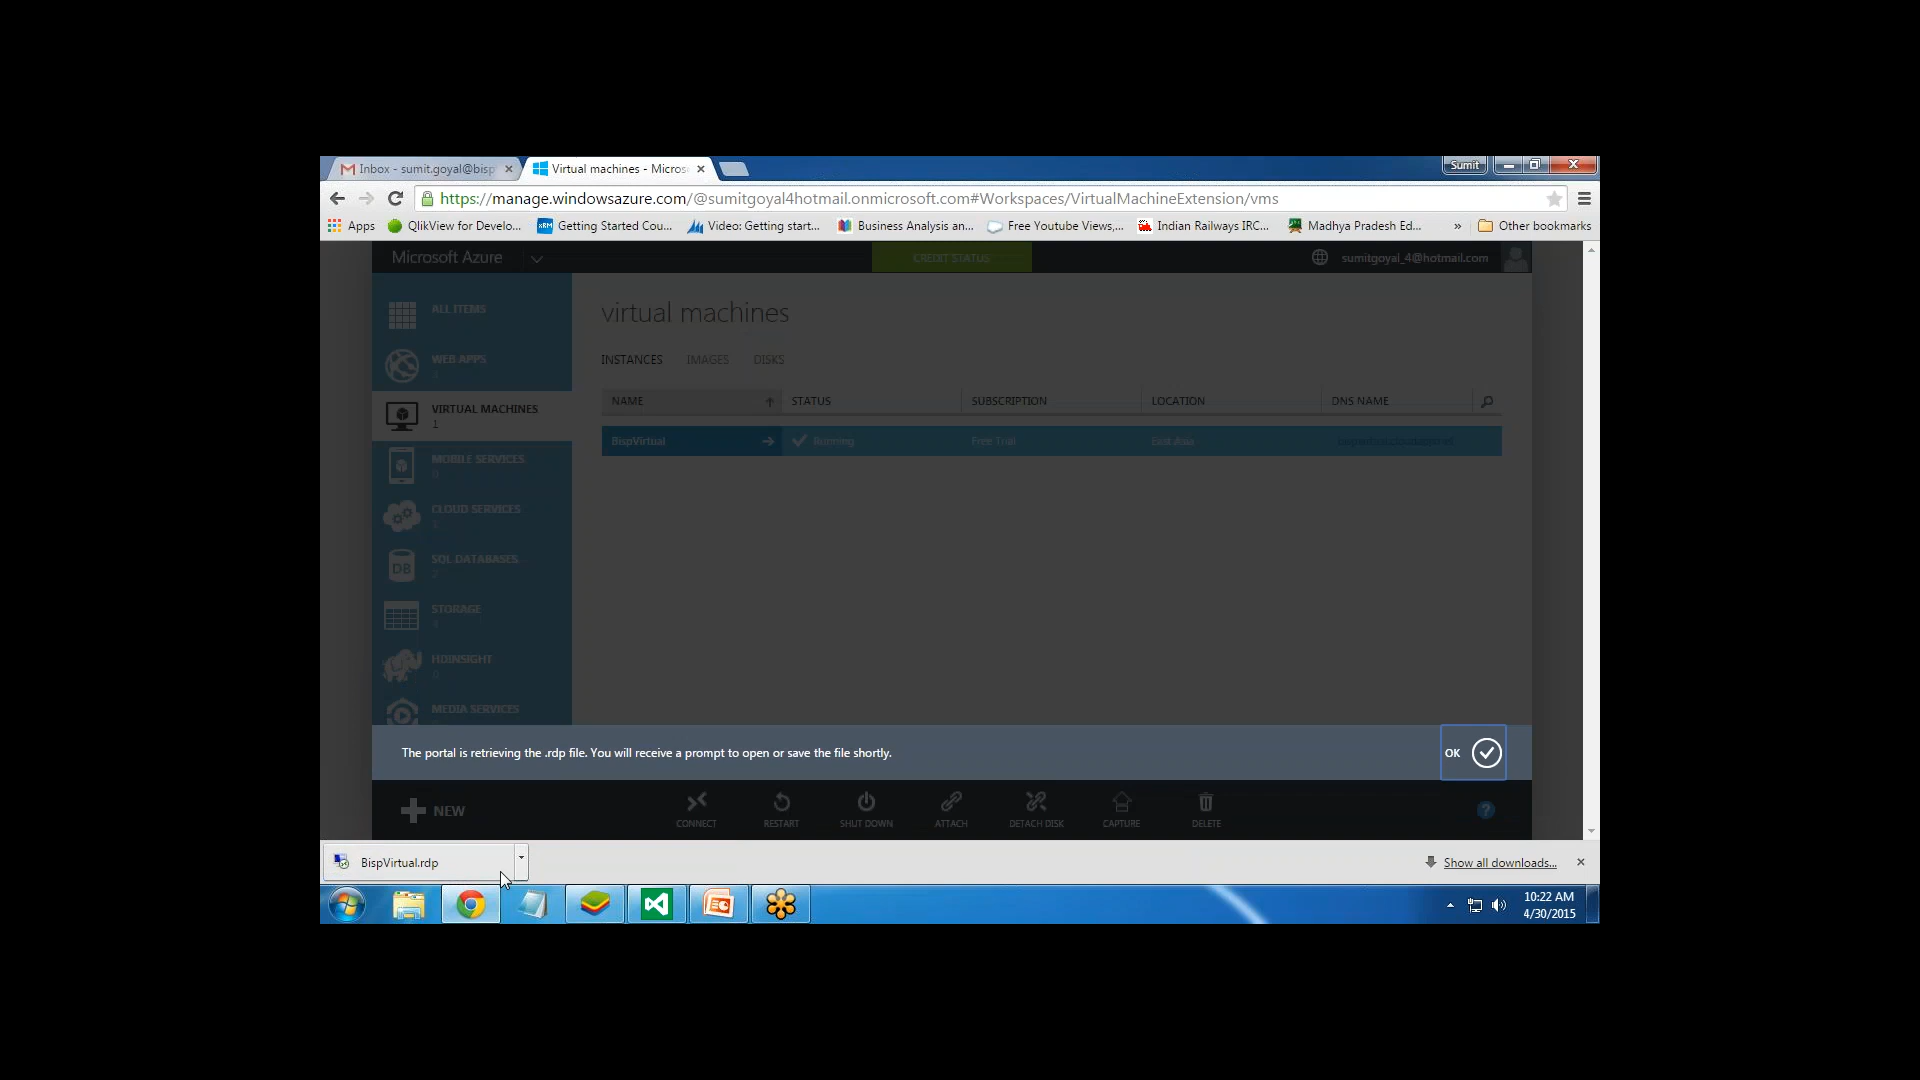 Inbox - sumit.goyal@bisp
Virtual machines - Micros
Sumit
https://manage.windowsazure.com/@sumitgoyal4hotmail.onmicrosoft.com#Workspaces/VirtualMachineExtension/vms
Apps
QlikView for Develo...
XRM
Getting Started Cou...
Video: Getting start...
Business Analysis an...
Free Youtube Views,...
Indian Railways IRC...
Madhya Pradesh Ed...
»
Other bookmarks
Microsoft Azure
CREDIT STATUS
sumitgoyal_4@hotmail.com
ALL ITEMS
WEB APPS
VIRTUAL MACHINES
1
MOBILE SERVICES
0
CLOUD SERVICES
SQL DATABASES
DB
2
STORAGE
HDINSIGHT
0
MEDIA SERVICES
virtual machines
INSTANCES
IMAGES
DISKS
NAME
STATUS
SUBSCRIPTION
LOCATION
DNS NAME
BispVirtual
Running
Free Trial
East Asia
The portal is retrieving the .rdp file. You will receive a prompt to open or save the file shortly.
OK
NEW
CONNECT
RESTART
SHUT DOWN
ATTACH
DETACH DISK
CAPTURE
DELETE
?
BispVirtual.rdp
Show all downloads...
10:22 AM
4/30/2015